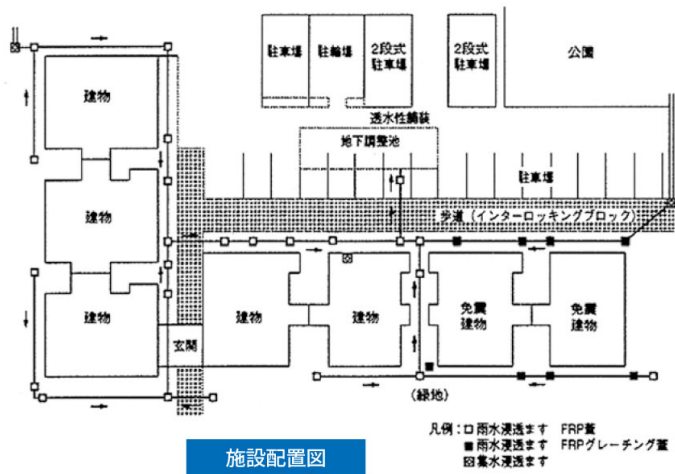 駐車場
駐輪場
2段式
駐車場
2段式
駐車場
公園
建物
透水性舗装
地下調整池
駐車場
建物
歩道(インターロッキングブロック)
建物
玄関
建物
建物
免震
建物
免震
建物
(緑地)
凡例:□雨水浸透ます FRP蓋
■雨水浸透ます FRPグレーチング蓋
集水浸透ます
施設配置図